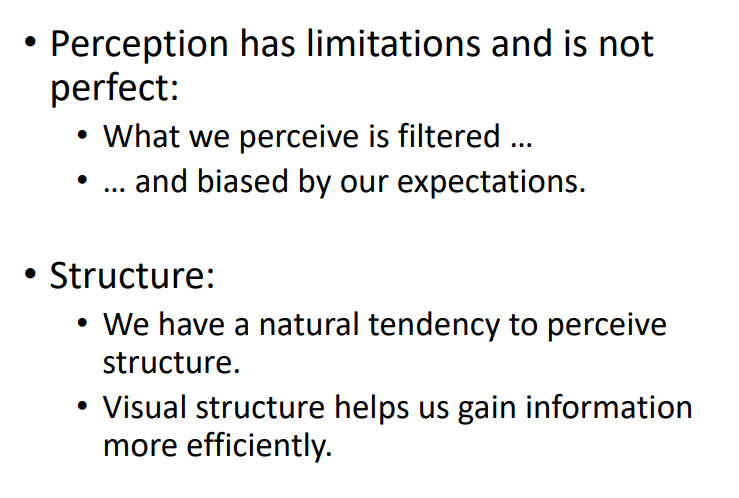 • Perception has limitations and is not
perfect:
• What we perceive is filtered …
• … and biased by our expectations.
• Structure:
• We have a natural tendency to perceive
structure.
• Visual structure helps us gain information
more efficiently.